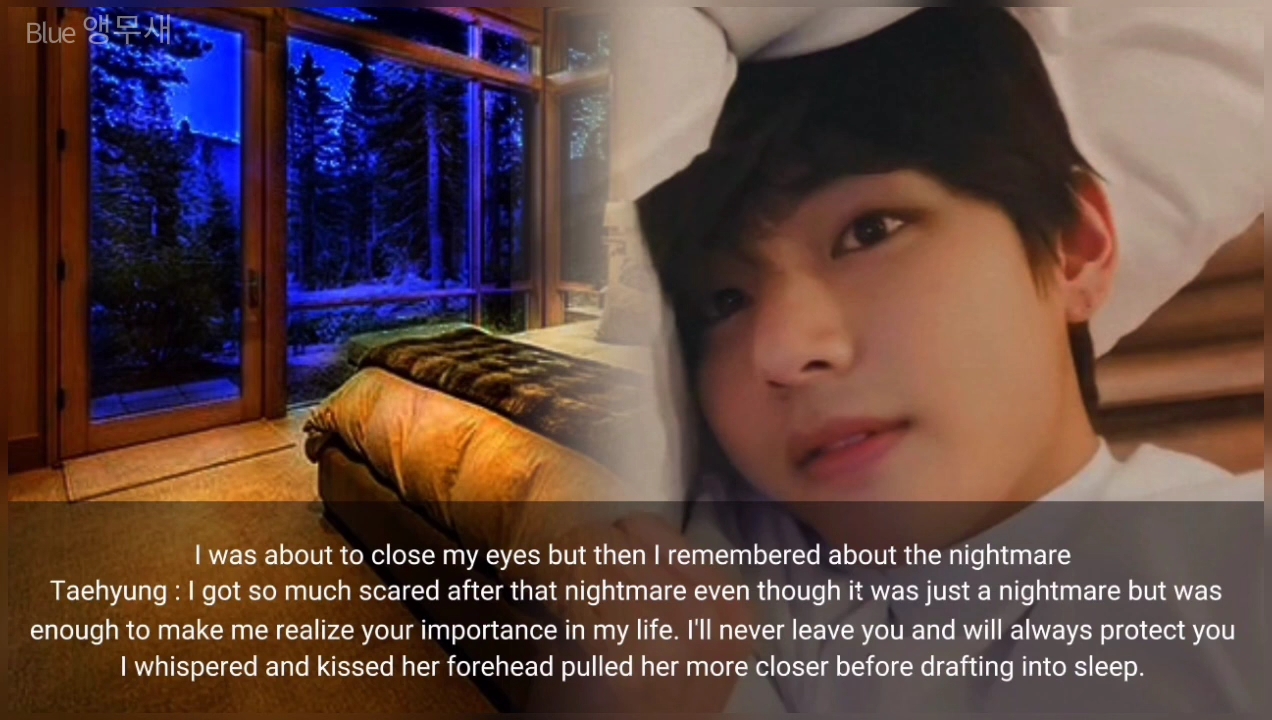 Blue 앵무새
I was about to close my eyes but then I remembered about the nightmare
Taehyung : I got so much scared after that nightmare even though it was just a nightmare but was
enough to make me realize your importance in my life. I'll never leave you and will always protect you
I whispered and kissed her forehead pulled her more closer before drafting into sleep.